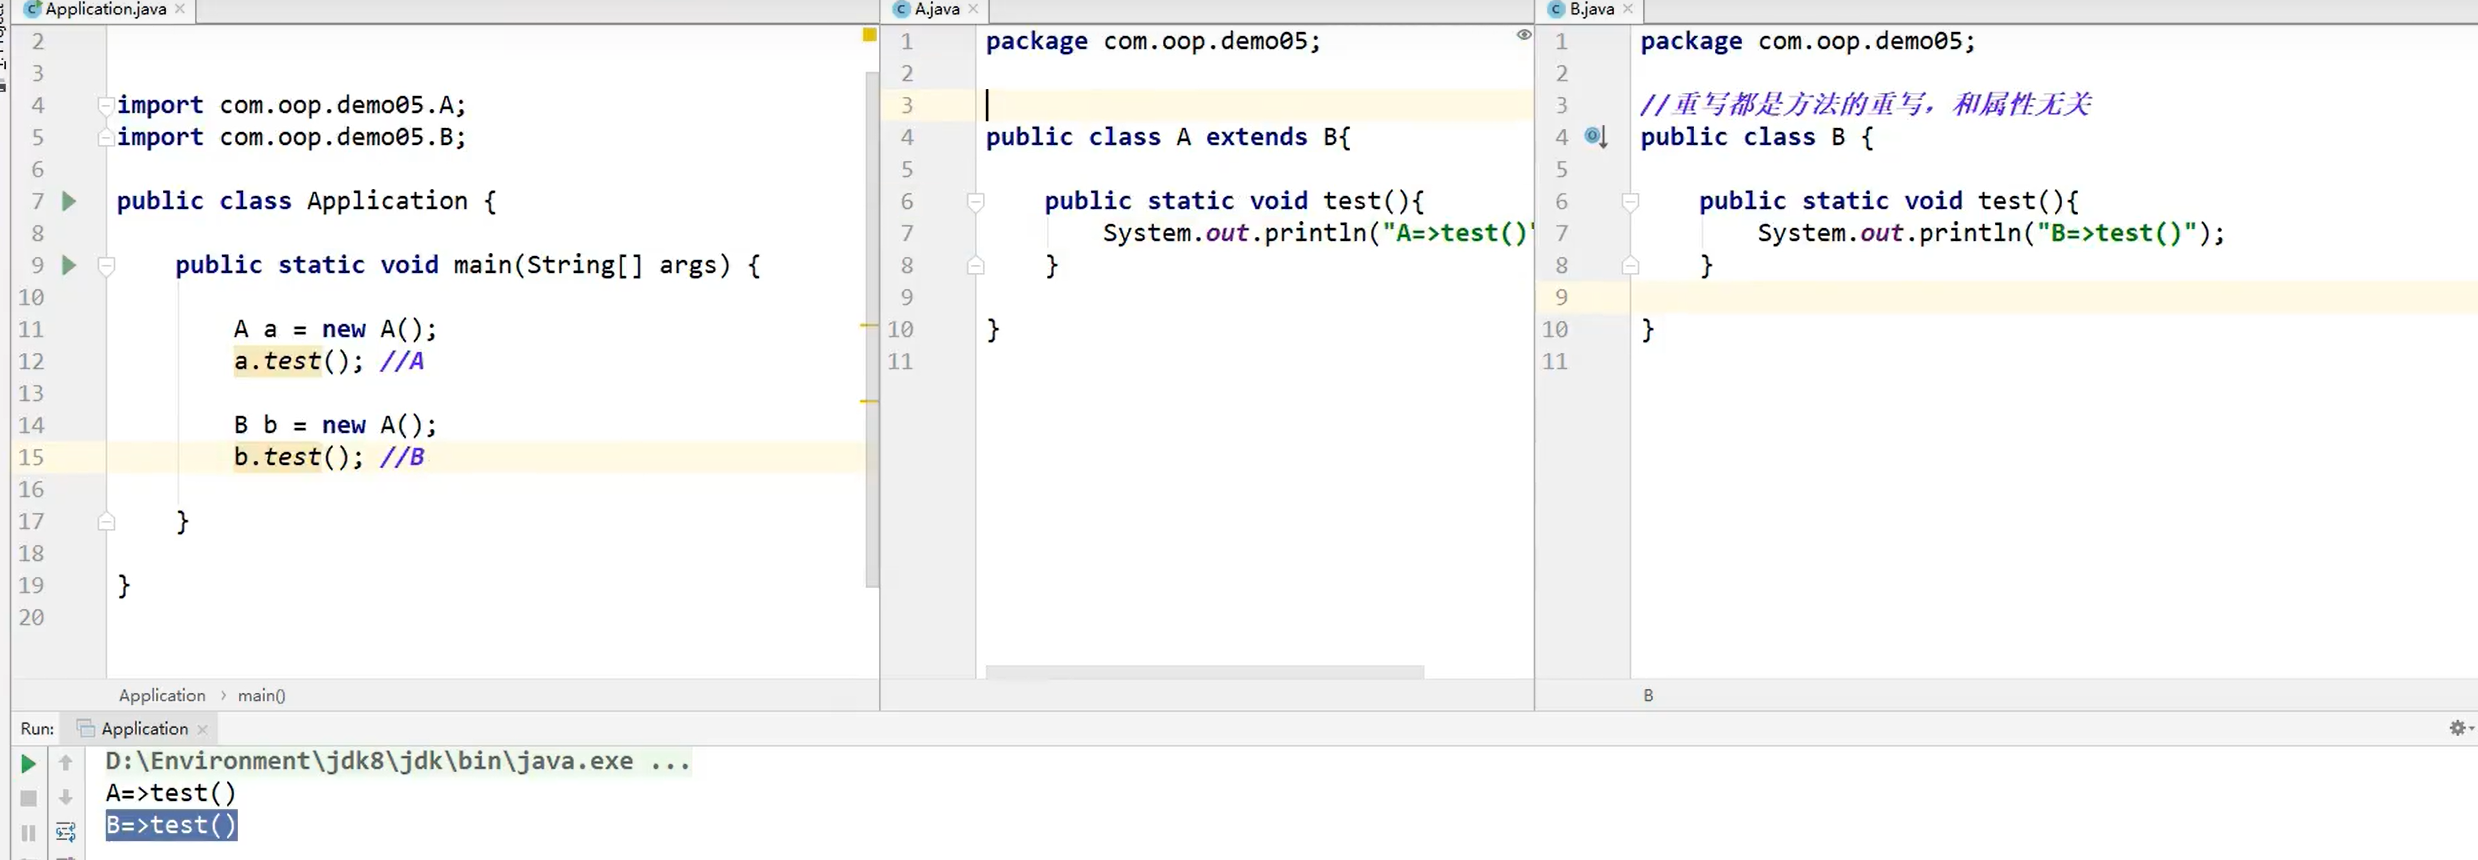 Application.java
2
3
4 import com.oop.demo05.A;
5 import com.oop.demo05.B;
6
7 public class Application {
8
9 public static void main(String[] args) {
10
11 A a = new A();
12 a.test(); //A
13
14 B b = new A();
15 b.test(); //B
16
17 }
18
19 }
20
Application › main()
A.java
1 package com.oop.demo05;
2
3
4 public class A extends B{
5
6 public static void test(){
7 System.out.println("A=>test()"
8 }
9
10 }
11
B.java
1 package com.oop.demo05;
2
3 //重写都是方法的重写，和属性无关
4 public class B {
5
6 public static void test(){
7 System.out.println("B=>test()");
8 }
9
10 }
11
B
Run: Application
D:\Environment\jdk8\jdk\bin\java.exe ...
A=>test()
B=>test()